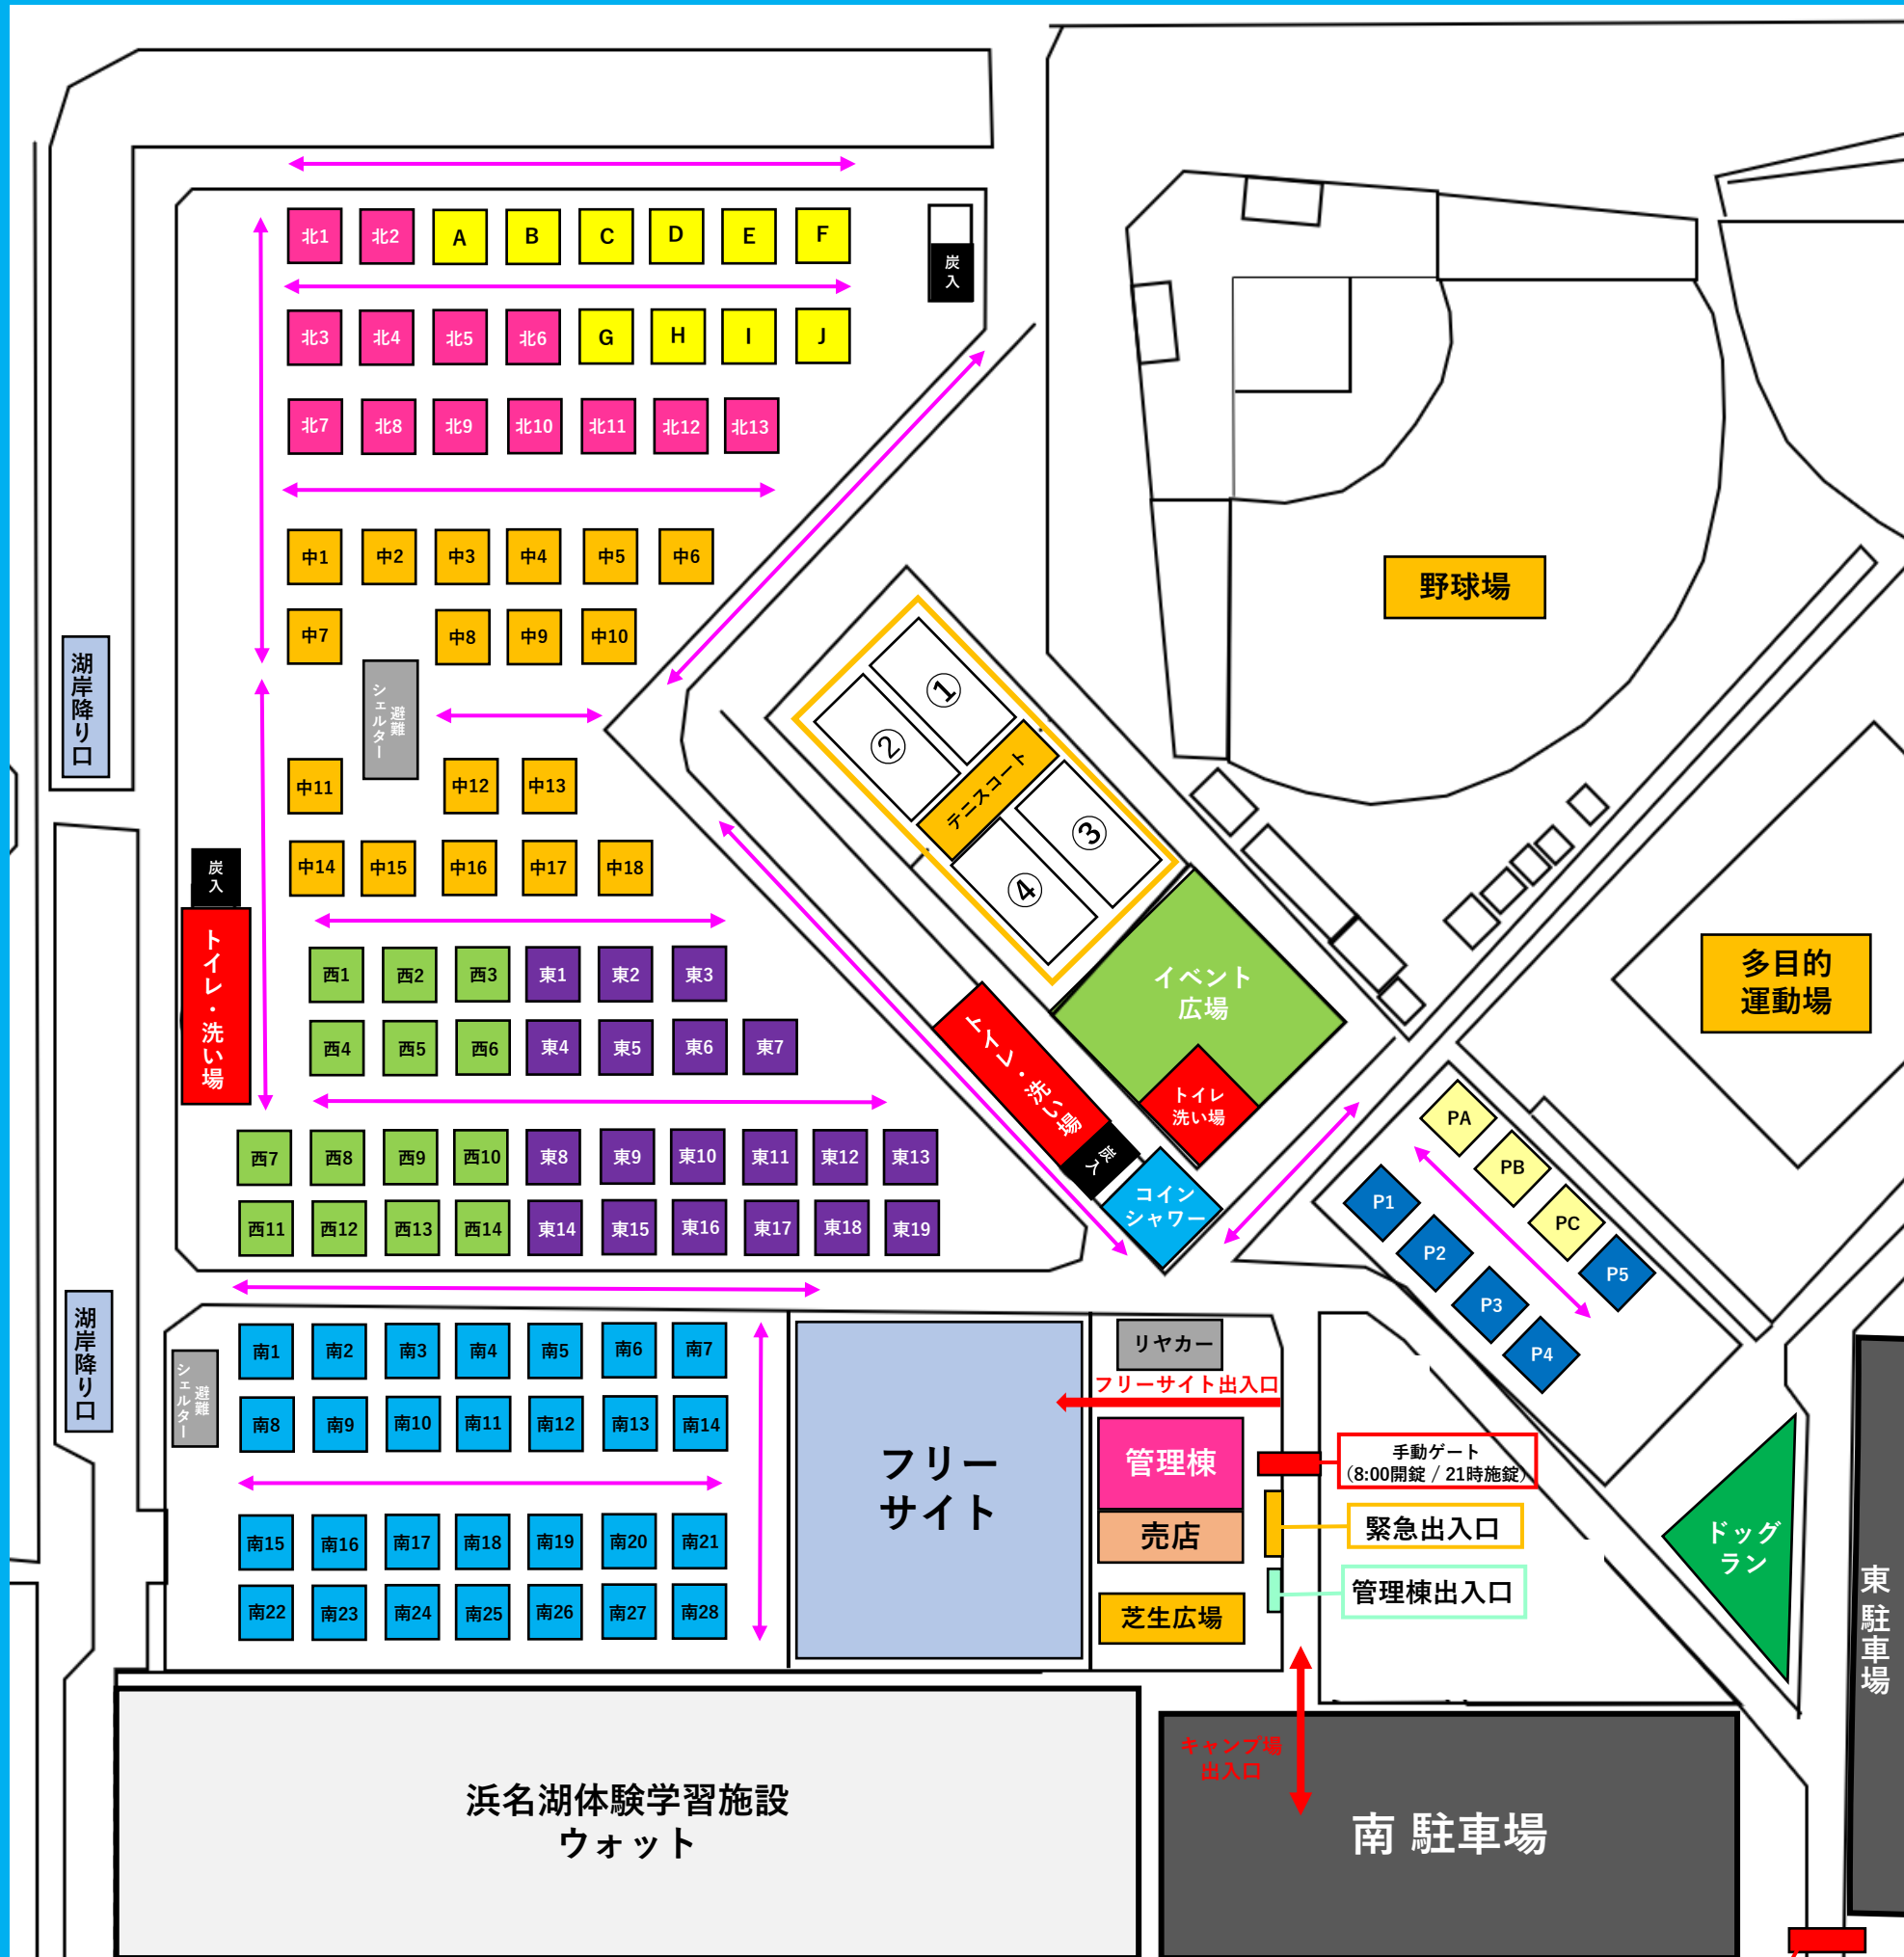 北1
北2
A
B
C
D
E
F
炭
入
北3
北4
北5
北6
G
H
I
J
北7
北8
北9
北10
北11
北12
北13
中1
中2
中3
中4
中5
中6
中7
中8
中9
中10
避難
シェルター
湖岸降り口
中11
中12
中13
炭
入
中14
中15
中16
中17
中18
トイレ・洗い場
西1
西2
西3
東1
東2
東3
西4
西5
西6
東4
東5
東6
東7
西7
西8
西9
西10
東8
東9
東10
東11
東12
東13
西11
西12
西13
西14
東14
東15
東16
東17
東18
東19
野球場
①
②
テニスコート
③
④
イベント
広場
トイレ・洗い場
トイレ
洗い場
炭
入
コイン
シャワー
多目的
運動場
PA
PB
PC
P1
P2
P3
P4
P5
湖岸降り口
避難
シェルター
南1
南2
南3
南4
南5
南6
南7
南8
南9
南10
南11
南12
南13
南14
南15
南16
南17
南18
南19
南20
南21
南22
南23
南24
南25
南26
南27
南28
フリー
サイト
リヤカー
フリーサイト出入口
管理棟
売店
芝生広場
手動ゲート
（8:00開錠 / 21時施錠）
緊急出入口
管理棟出入口
ドッグ
ラン
東 駐車場
キャンプ場
出入口
南 駐車場
浜名湖体験学習施設
ウォット